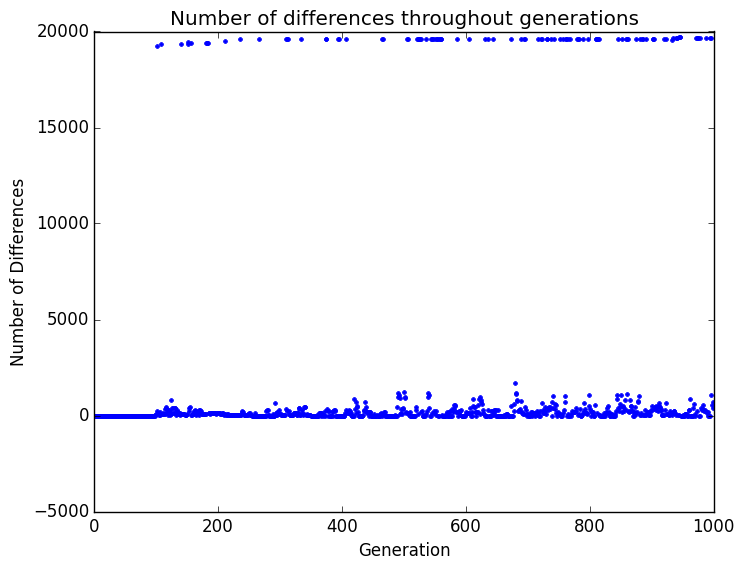 Number of differences throughout generations
20000
15000
10000
5000
0
−5000
Number of Differences
0 200 400 600 800 1000
Generation